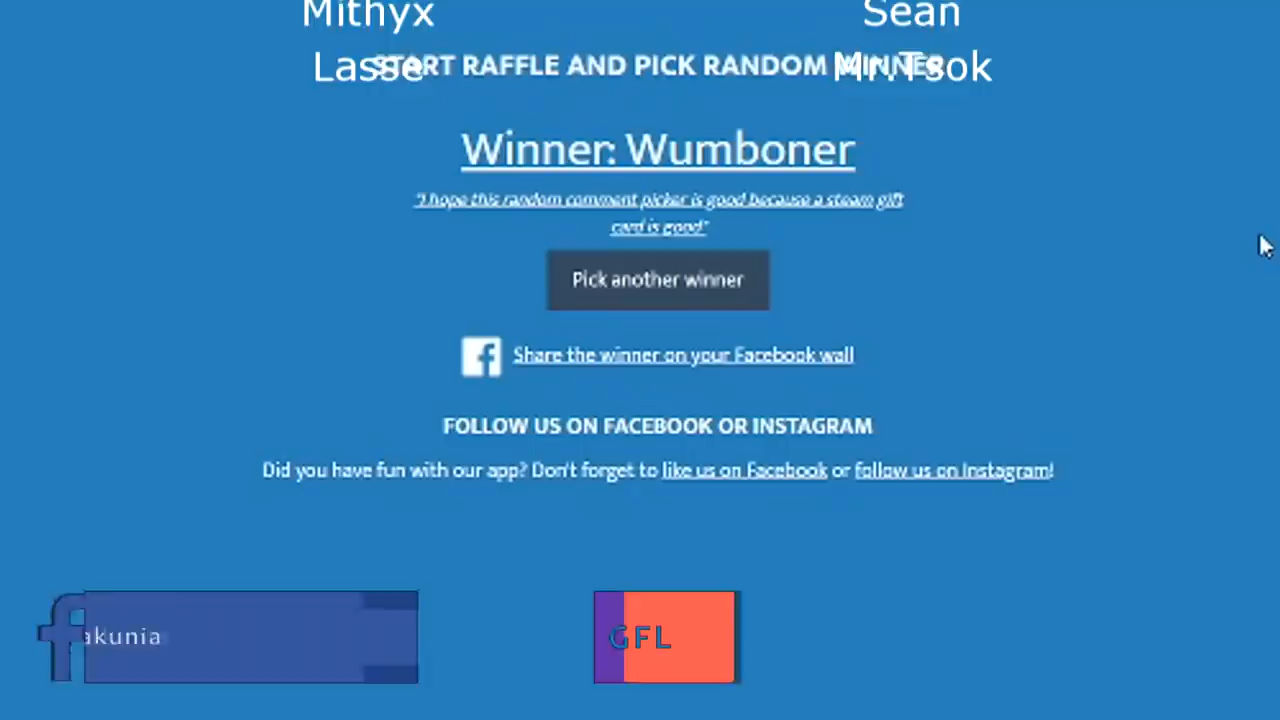 Mithyx Sean
Lasse Mr.Tsok
START RAFFLE AND PICK RANDOM WINNER
Winner: Wumboner
"I hope this random comment picker is good because a steam gift
card is good"
Pick another winner
Share the winner on your Facebook wall
FOLLOW US ON FACEBOOK OR INSTAGRAM
Did you have fun with our app? Don't forget to like us on Facebook or follow us on Instagram!
akunia
GFL